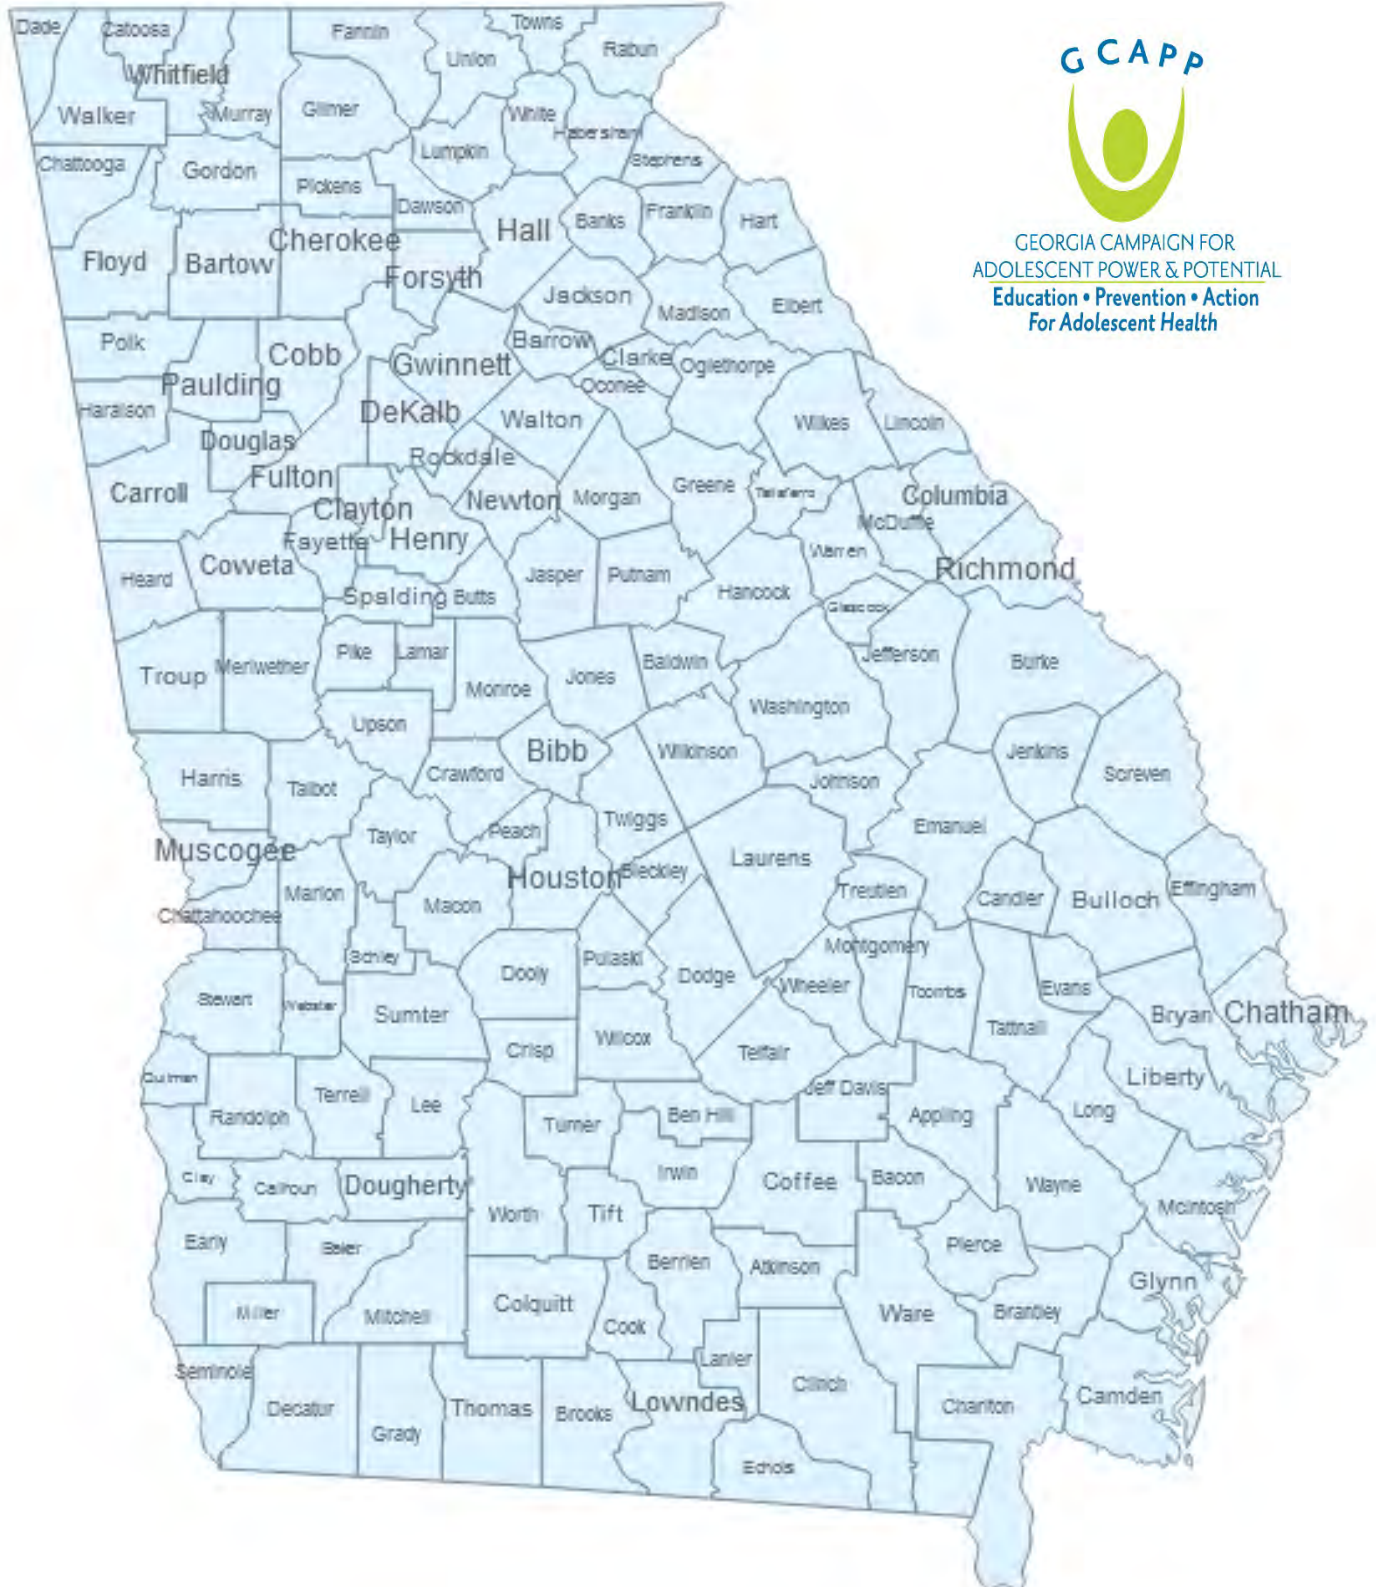 Dade
Catoosa
Fannin
Towns
Rabun
Union
Whitfield
Walker
Murray
Gilmer
White
Habersham
Lumpkin
Stephens
Chattooga
Gordon
Pickens
Dawson
Banks
Franklin
Hart
Hall
Cherokee
Floyd
Bartow
Forsyth
Jackson
Madison
Elbert
Polk
Cobb
Barrow
Clarke
Oglethorpe
Gwinnett
Paulding
Oconee
Haralson
DeKalb
Walton
Wilkes
Lincoln
Douglas
Rockdale
Fulton
Carroll
Newton
Morgan
Greene
Taliaferro
Columbia
Clayton
McDuffie
Fayette
Henry
Warren
Coweta
Heard
Jasper
Putnam
Hancock
Richmond
Spalding
Butts
Glascock
Troup
Meriwether
Pike
Lamar
Monroe
Jones
Baldwin
Jefferson
Burke
Upson
Washington
Bibb
Wilkinson
Harris
Talbot
Crawford
Johnson
Jenkins
Screven
Twiggs
Taylor
Peach
Emanuel
Muscogee
Laurens
Houston
Bleckley
Marion
Macon
Treutlen
Candler
Bulloch
Effingham
Chattahoochee
Schley
Montgomery
Dooly
Pulaski
Dodge
Wheeler
Toombs
Evans
Stewart
Webster
Sumter
Tattnall
Bryan
Chatham
Crisp
Wilcox
Telfair
Quitman
Terrell
Lee
Jeff Davis
Liberty
Randolph
Turner
Ben Hill
Appling
Long
Clay
Calhoun
Dougherty
Irwin
Coffee
Bacon
Wayne
McIntosh
Worth
Tift
Early
Baker
Berrien
Atkinson
Pierce
Glynn
Miller
Mitchell
Colquitt
Cook
Ware
Brantley
Seminole
Lanier
Clinch
Decatur
Grady
Thomas
Brooks
Lowndes
Charlton
Camden
Echols
GCAPP
GEORGIA CAMPAIGN FOR
ADOLESCENT POWER & POTENTIAL
Education • Prevention • Action
For Adolescent Health